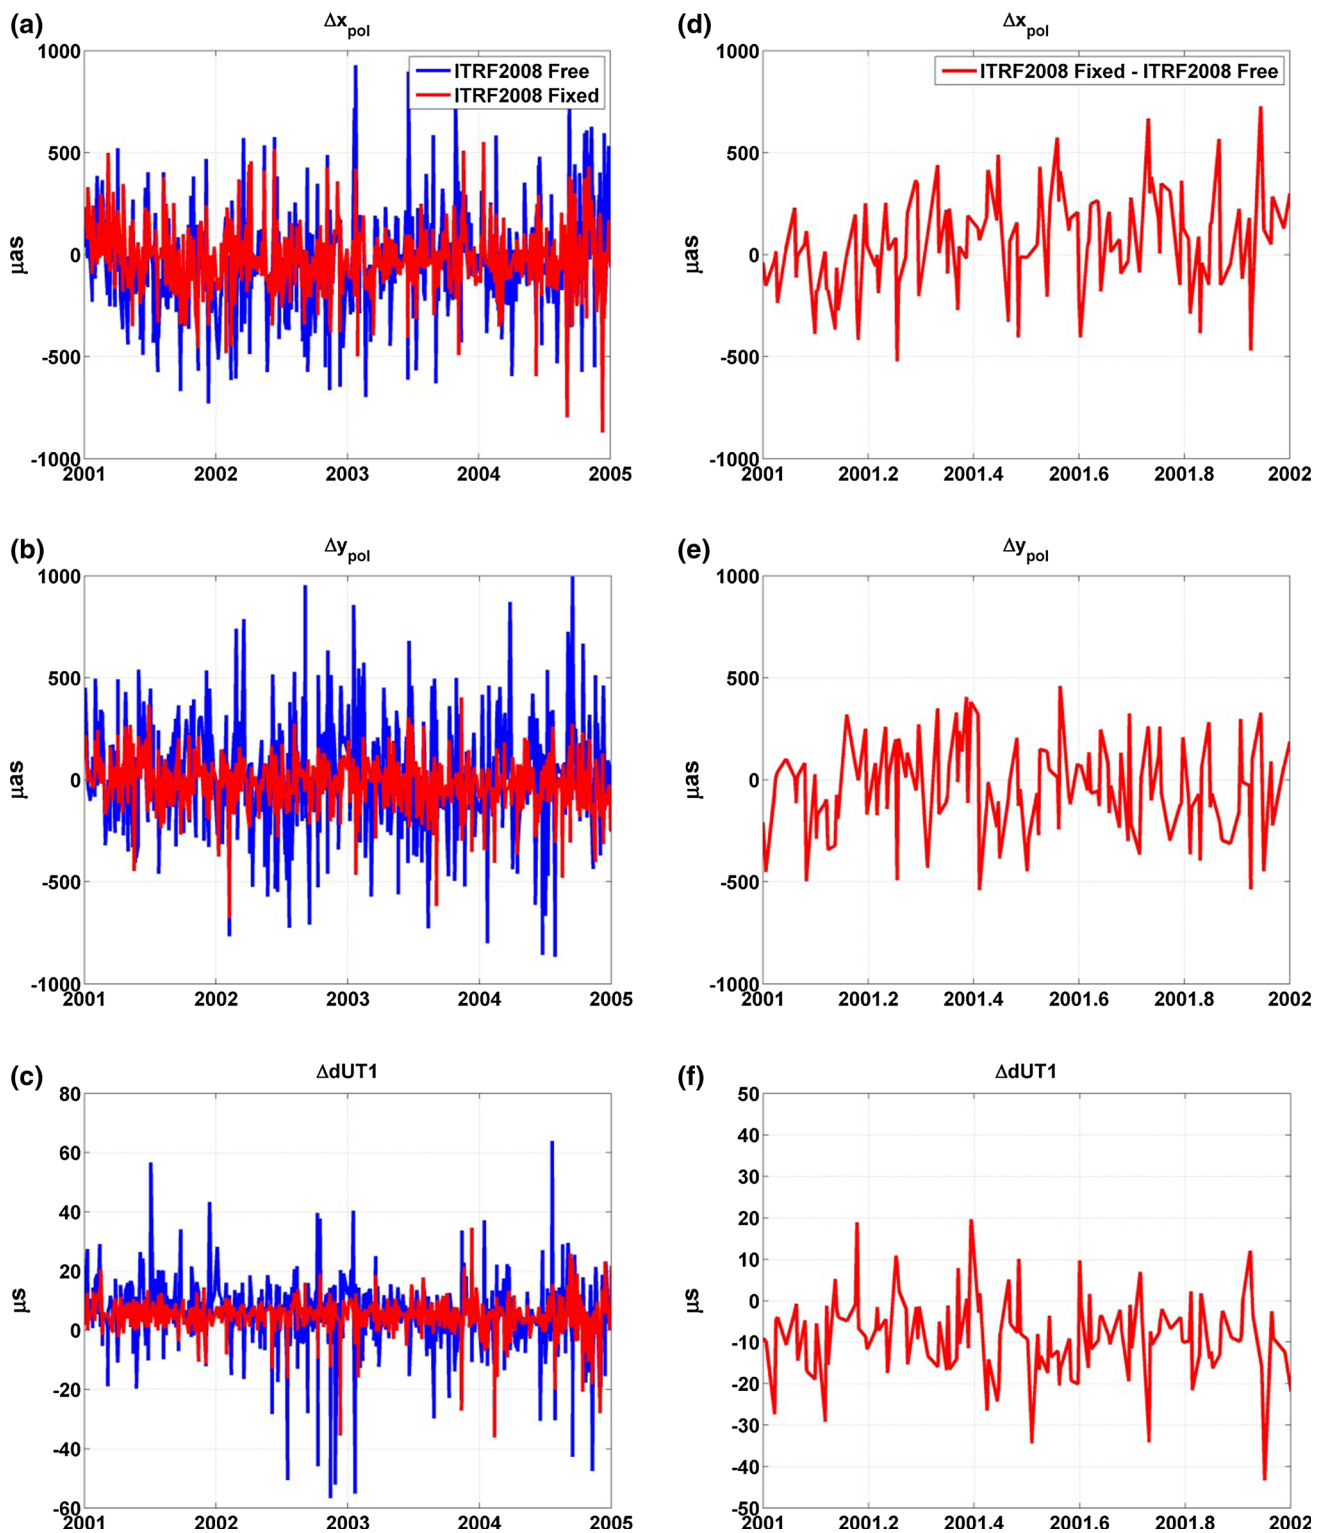 (a)
Δx_pol
1000
500
0
-500
-1000
μas
ITRF2008 Free
ITRF2008 Fixed
2001 2002 2003 2004 2005
(d)
Δx_pol
1000
500
0
-500
-1000
μas
ITRF2008 Fixed - ITRF2008 Free
2001 2001.2 2001.4 2001.6 2001.8 2002
(b)
Δy_pol
1000
500
0
-500
-1000
μas
2001 2002 2003 2004 2005
(e)
Δy_pol
1000
500
0
-500
-1000
μas
2001 2001.2 2001.4 2001.6 2001.8 2002
(c)
ΔdUT1
80
60
40
20
0
-20
-40
-60
μs
2001 2002 2003 2004 2005
(f)
ΔdUT1
50
40
30
20
10
0
-10
-20
-30
-40
-50
μs
2001 2001.2 2001.4 2001.6 2001.8 2002